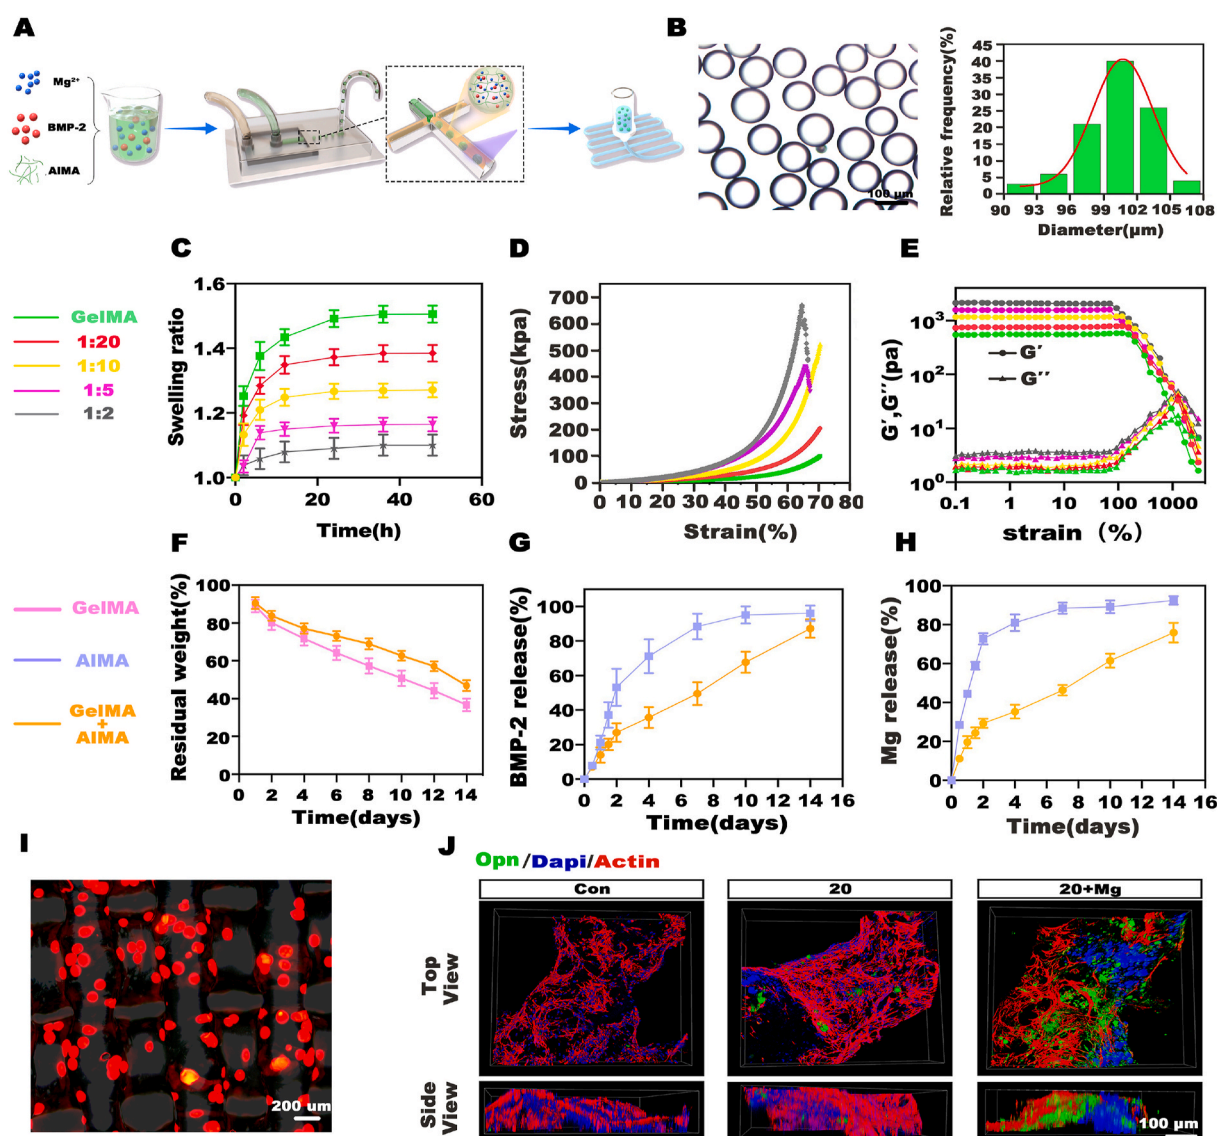 A
Mg²⁺
BMP-2
AlMA
B
100 μm
Relative frequency(%)
45
40
35
30
25
20
15
10
5
0
90 93 96 99 102 105 108
Diameter(μm)
GelMA
1:20
1:10
1:5
1:2
C
Swelling ratio
1.6
1.4
1.2
1.0
0 20 40 60
Time(h)
D
Stress(kpa)
700
600
500
400
300
200
100
0
0 10 20 30 40 50 60 70 80
Strain(%)
E
G′,G″(pa)
10³
10²
10¹
10⁰
G′
G″
0.1 1 10 100 1000
strain (%)
GelMA
AlMA
GelMA
+
AlMA
F
Residual weight(%)
100
80
60
40
20
0
0 2 4 6 8 10 12 14
Time(days)
G
BMP-2 release(%)
100
80
60
40
20
0
0 2 4 6 8 10 12 14 16
Time(days)
H
Mg release(%)
100
80
60
40
20
0
0 2 4 6 8 10 12 14 16
Time(days)
I
200 um
J
Opn/Dapi/Actin
Con
20
20+Mg
Top
View
Side
View
100 μm